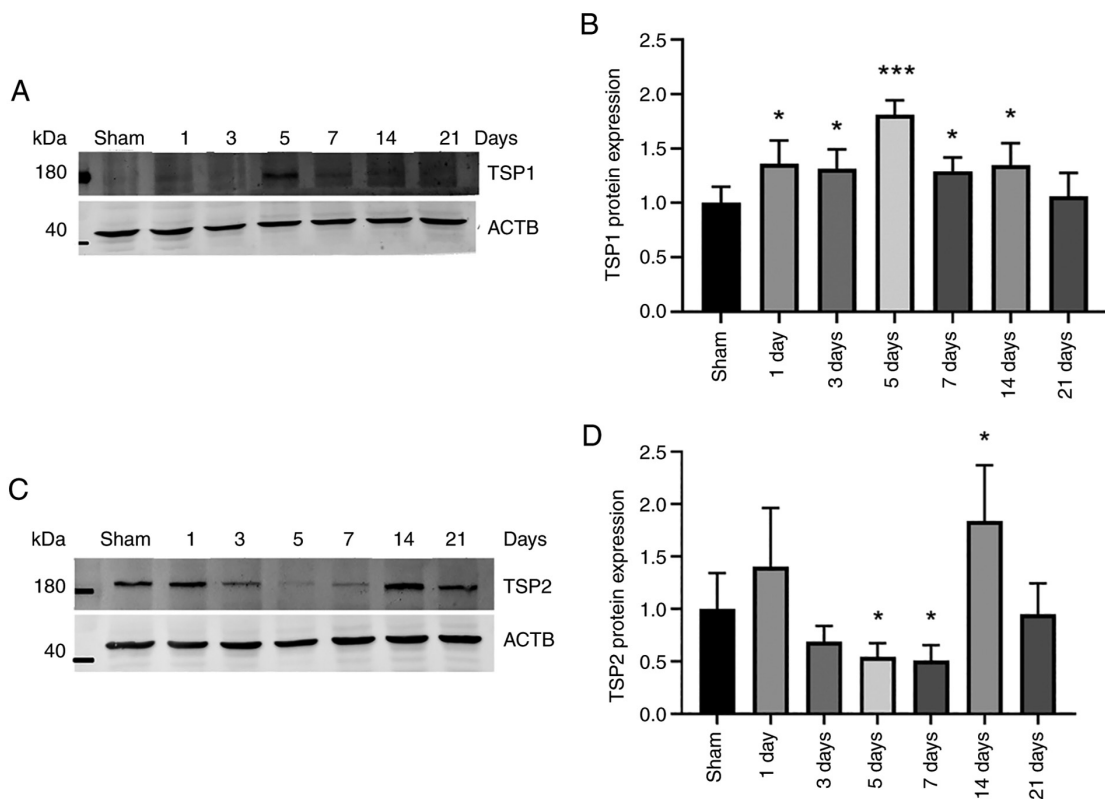 A
kDa Sham 1 3 5 7 14 21 Days
180 TSP1
40 ACTB
B
TSP1 protein expression
2.5
2.0
1.5
1.0
0.5
0.0
* * *** * *
Sham 1 day 3 days 5 days 7 days 14 days 21 days
C
kDa Sham 1 3 5 7 14 21 Days
180 TSP2
40 ACTB
D
TSP2 protein expression
2.5
2.0
1.5
1.0
0.5
0.0
* * *
Sham 1 day 3 days 5 days 7 days 14 days 21 days